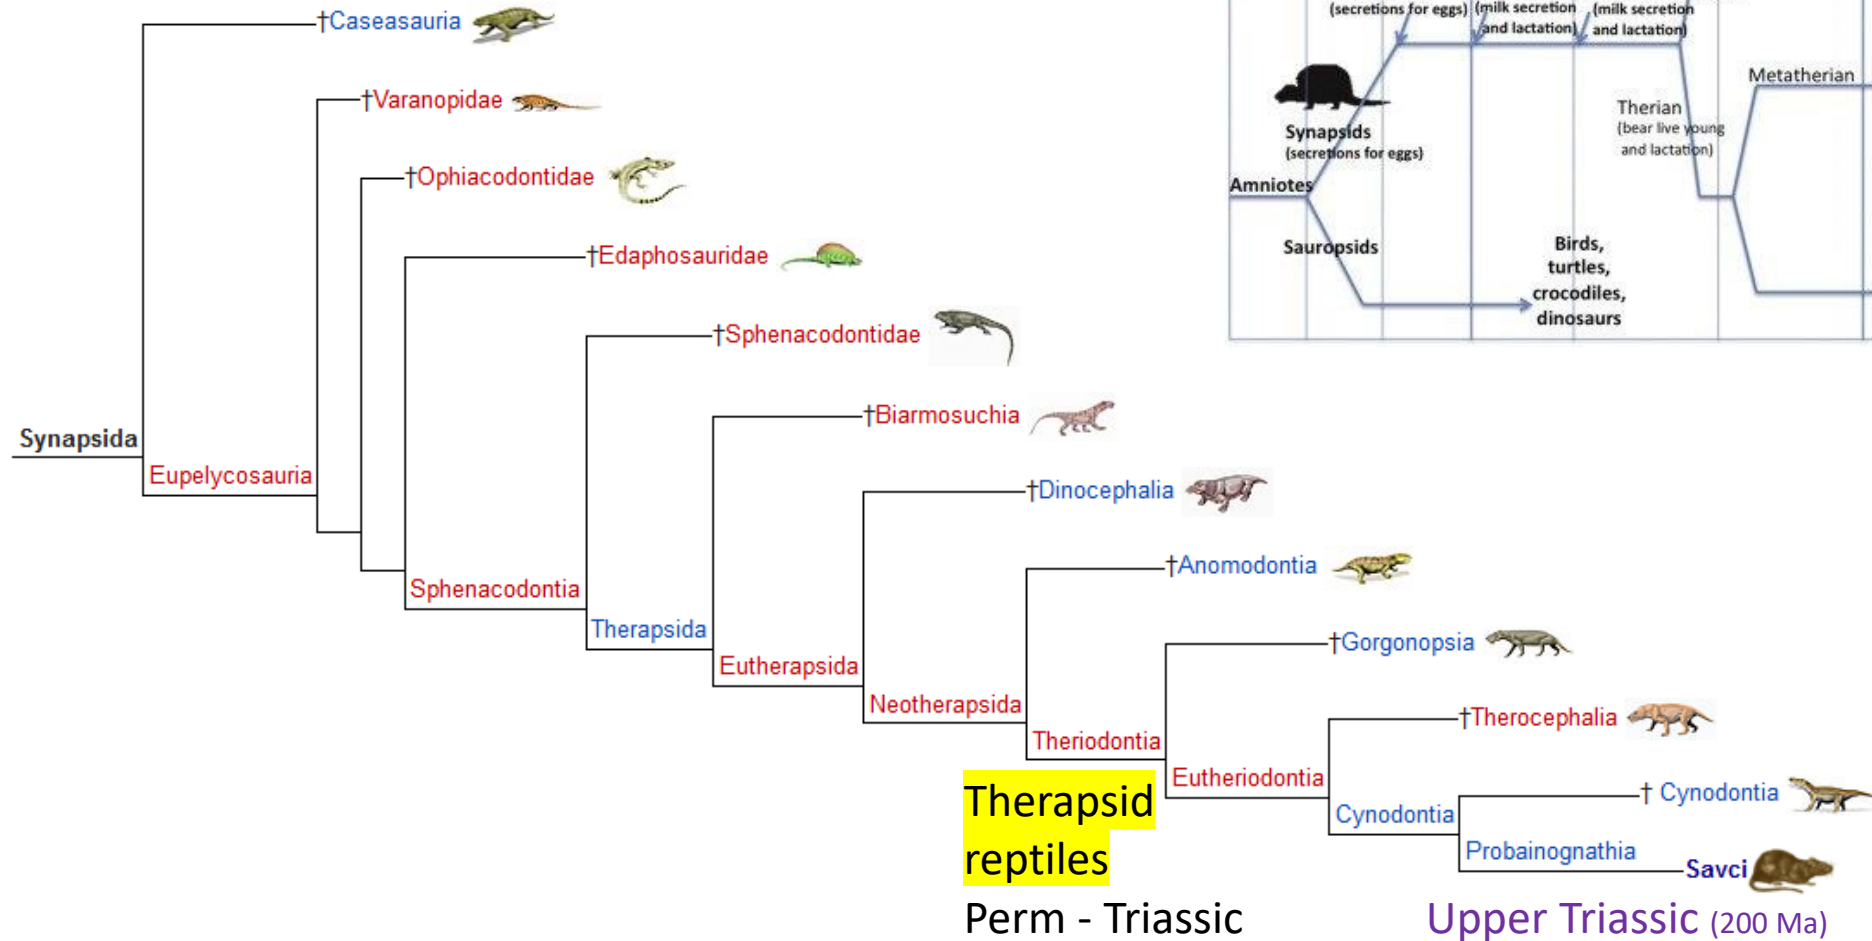 †Caseasauria
†Varanopidae
†Ophiacodontidae
†Edaphosauridae
†Sphenacodontidae
†Biarmosuchia
Synapsida
Eupelycosauria
†Dinocephalia
†Anomodontia
Sphenacodontia
Therapsida
†Gorgonopsia
Eutherapsida
Neotherapsida
†Therocephalia
Theriodontia
Eutheriodontia
† Cynodontia
Cynodontia
Probainognathia
Savci
Therapsid
reptiles
Perm - Triassic
Upper Triassic (200 Ma)
(secretions for eggs)
(milk secretion
and lactation)
(milk secretion
and lactation)
Metatherian
Therian
(bear live young
and lactation)
Synapsids
(secretions for eggs)
Amniotes
Sauropsids
Birds,
turtles,
crocodiles,
dinosaurs